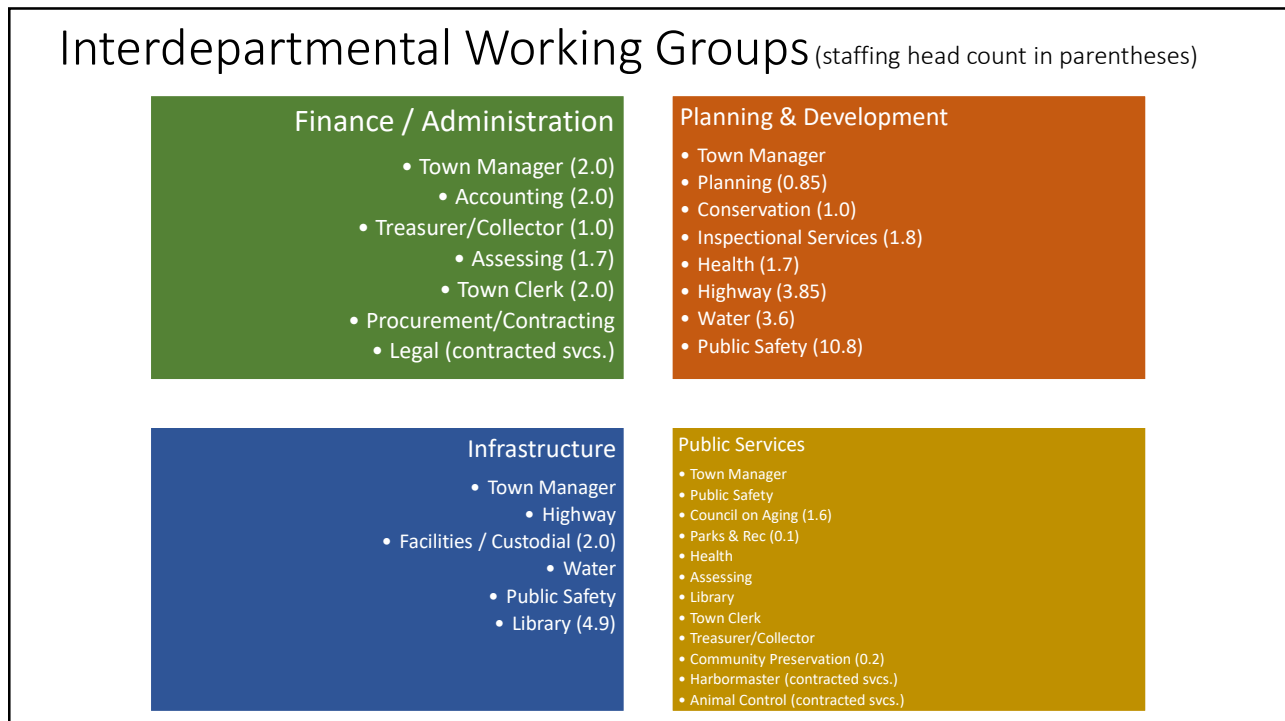 Interdepartmental Working Groups (staffing head count in parentheses)
Finance / Administration
• Town Manager (2.0)
• Accounting (2.0)
• Treasurer/Collector (1.0)
• Assessing (1.7)
• Town Clerk (2.0)
• Procurement/Contracting
• Legal (contracted svcs.)
Planning & Development
• Town Manager
• Planning (0.85)
• Conservation (1.0)
• Inspectional Services (1.8)
• Health (1.7)
• Highway (3.85)
• Water (3.6)
• Public Safety (10.8)
Infrastructure
• Town Manager
• Highway
• Facilities / Custodial (2.0)
• Water
• Public Safety
• Library (4.9)
Public Services
• Town Manager
• Public Safety
• Council on Aging (1.6)
• Parks & Rec (0.1)
• Health
• Assessing
• Library
• Town Clerk
• Treasurer/Collector
• Community Preservation (0.2)
• Harbormaster (contracted svcs.)
• Animal Control (contracted svcs.)